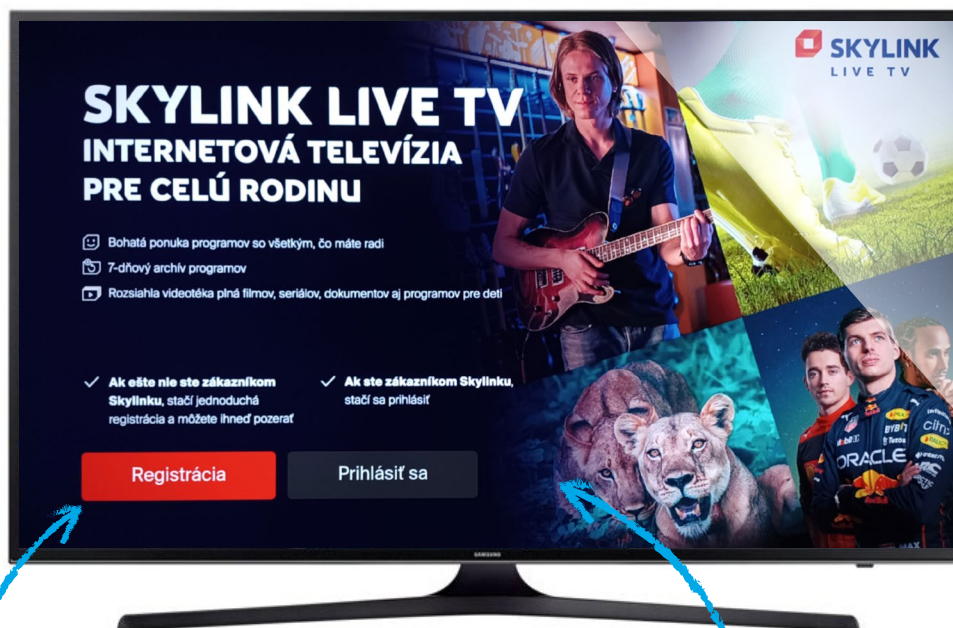 SKYLINK
LIVE TV
SKYLINK LIVE TV
INTERNETOVÁ TELEVÍZIA
PRE CELÚ RODINU
Bohatá ponuka programov so všetkým, čo máte radi
7-dňový archív programov
Rozsiahla videotéka plná filmov, seriálov, dokumentov aj programov pre deti
Ak ešte nie ste zákazníkom
Skylinku, stačí jednoduchá
registrácia a môžete ihneď pozerať
Ak ste zákazníkom Skylinku,
stačí sa prihlásiť
Registrácia
Prihlásiť sa
BYBIT
ORACLE
Red Bull
SAMSUNG